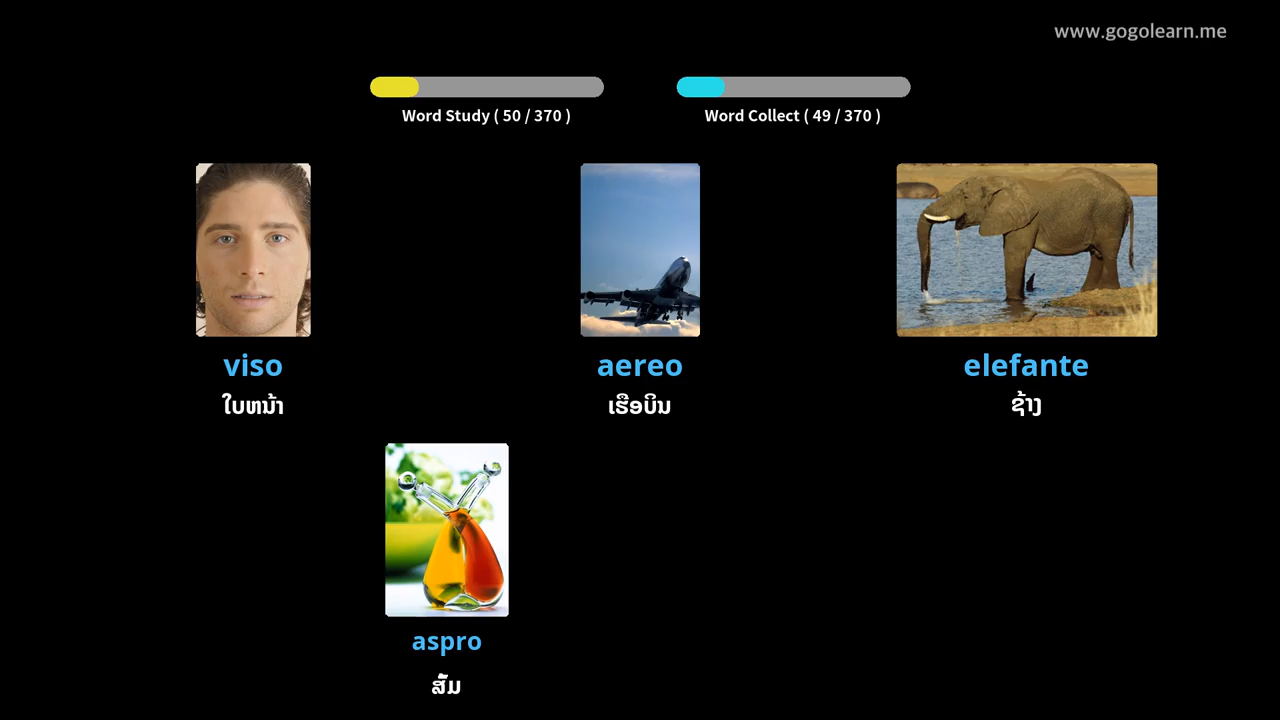 www.gogolearn.me
Word Study ( 50 / 370 )
Word Collect ( 49 / 370 )
viso
ໃບຫນ້າ
aereo
ເຮືອບິນ
elefante
ຊ້າງ
aspro
ສົ້ມ